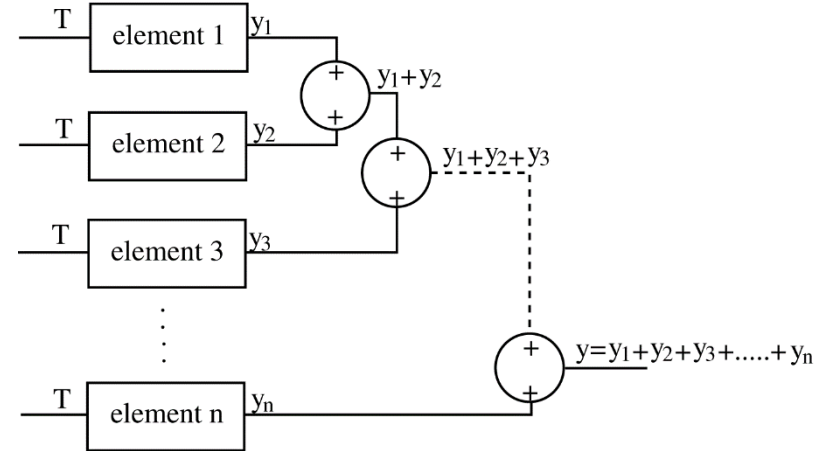 T element 1 y1
+ y1+y2
T element 2 y2 +
+ y1+y2+y3
+
T element 3 y3
+ y=y1+y2+y3+.....+yn
+
T element n yn